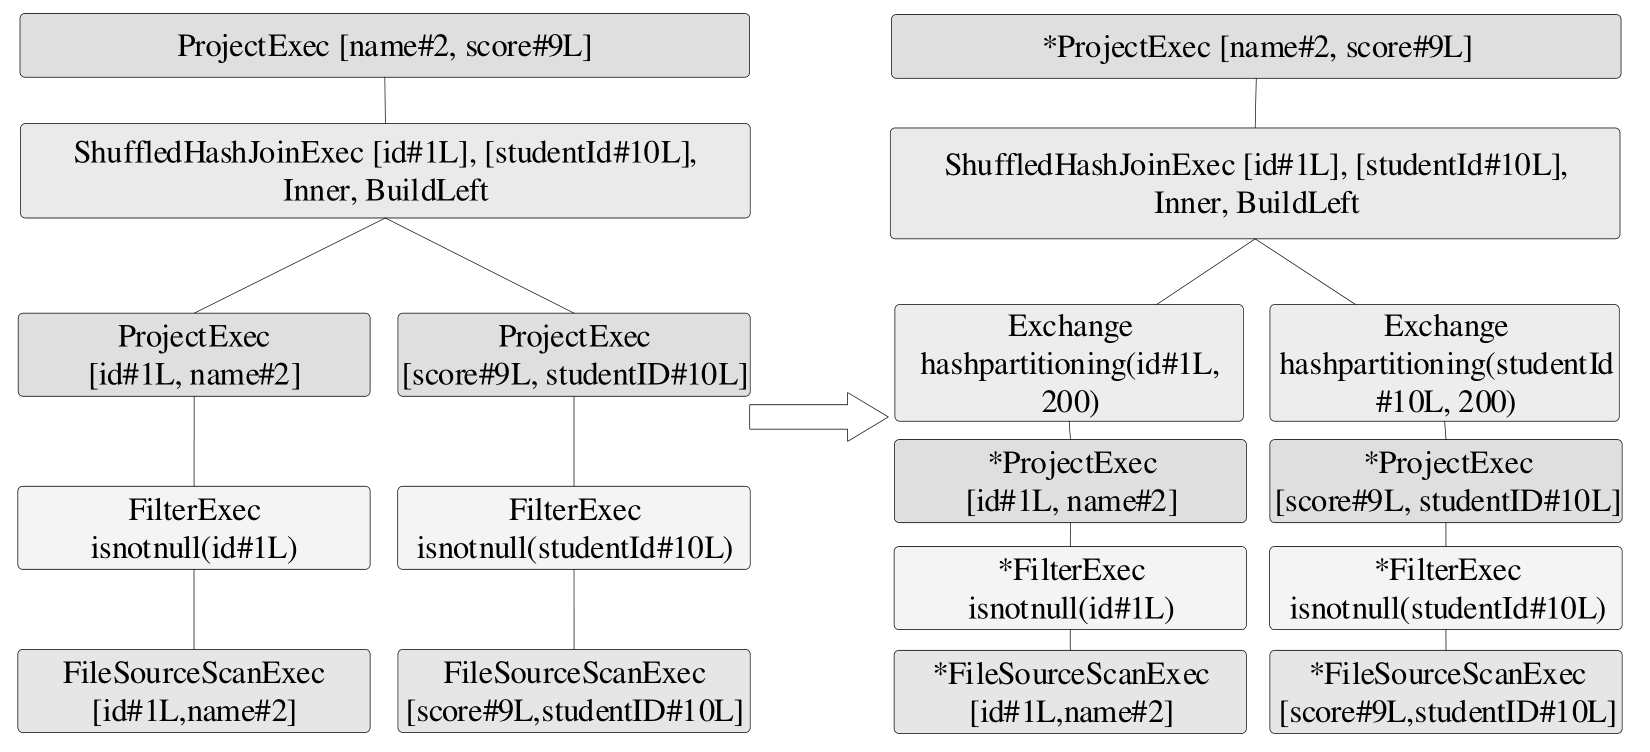 ProjectExec [name#2, score#9L]
ShuffledHashJoinExec [id#1L], [studentId#10L],
Inner, BuildLeft
ProjectExec
[id#1L, name#2]
ProjectExec
[score#9L, studentID#10L]
FilterExec
isnotnull(id#1L)
FilterExec
isnotnull(studentId#10L)
FileSourceScanExec
[id#1L,name#2]
FileSourceScanExec
[score#9L,studentID#10L]
*ProjectExec [name#2, score#9L]
ShuffledHashJoinExec [id#1L], [studentId#10L],
Inner, BuildLeft
Exchange
hashpartitioning(id#1L,
200)
Exchange
hashpartitioning(studentId
#10L, 200)
*ProjectExec
[id#1L, name#2]
*ProjectExec
[score#9L, studentID#10L]
*FilterExec
isnotnull(id#1L)
*FilterExec
isnotnull(studentId#10L)
*FileSourceScanExec
[id#1L,name#2]
*FileSourceScanExec
[score#9L,studentID#10L]